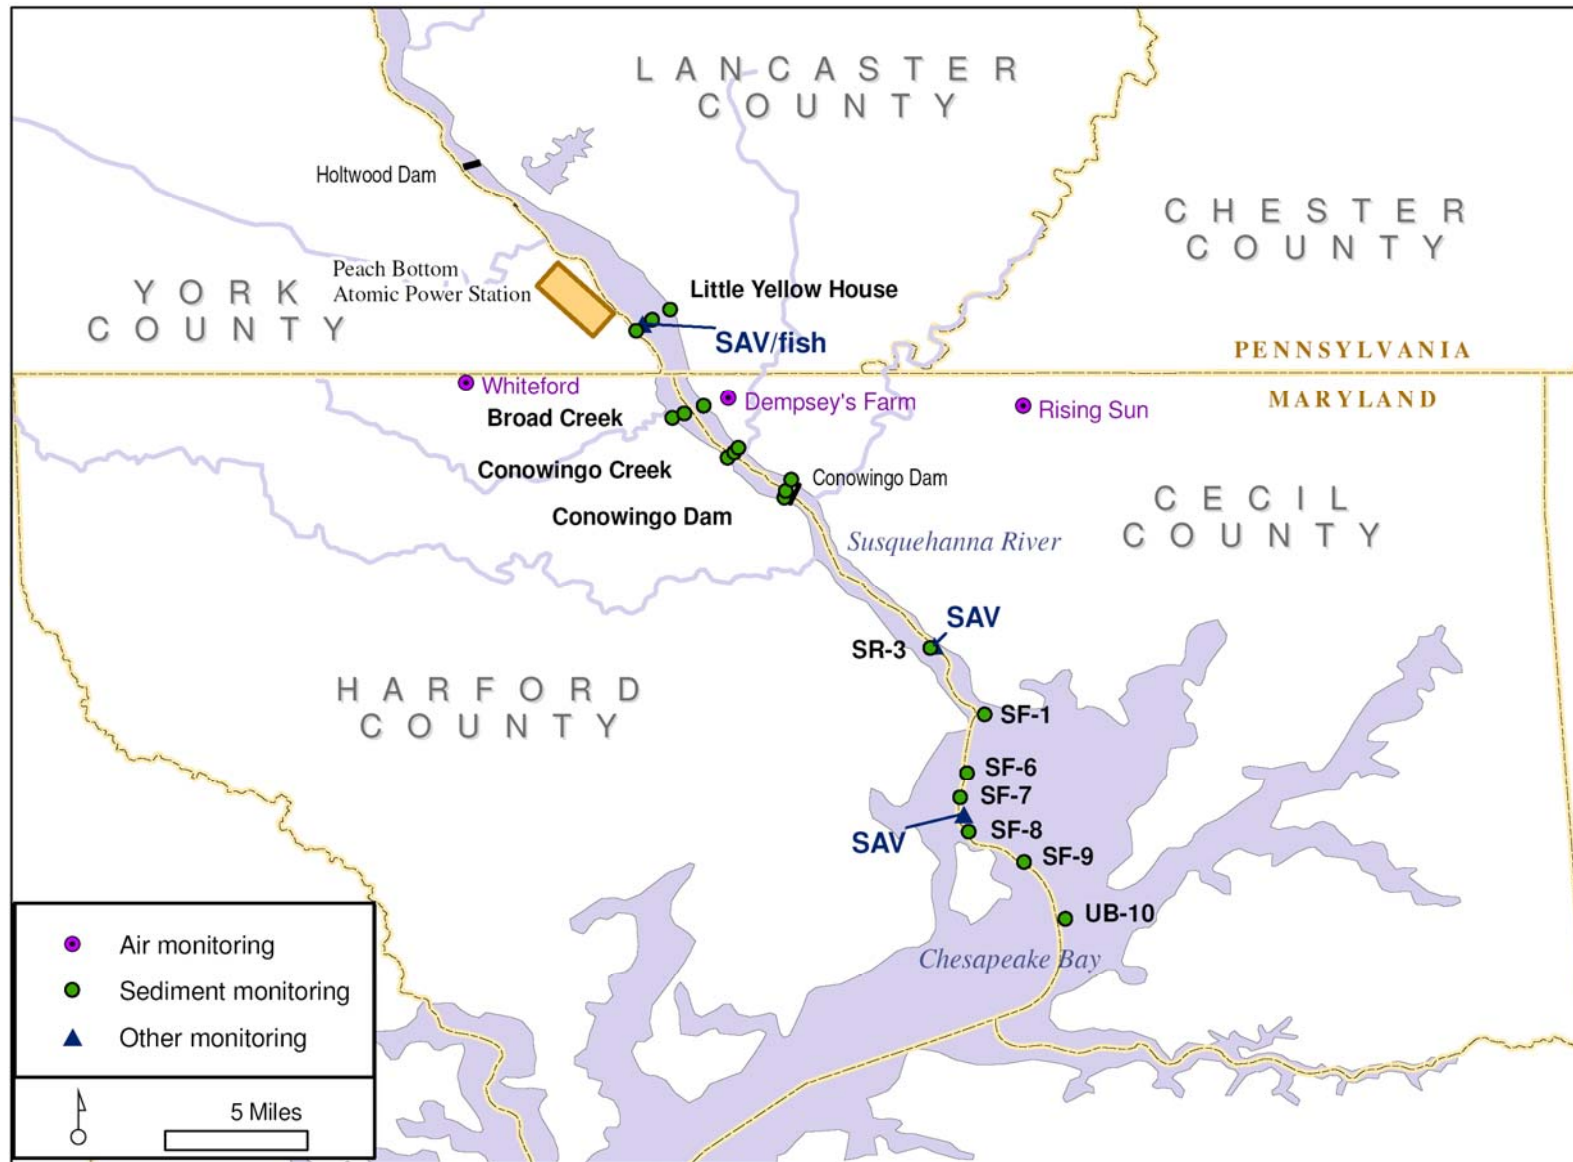 LANCASTER
COUNTY
Holtwood Dam
CHESTER
COUNTY
Peach Bottom
Atomic Power Station
YORK
COUNTY
Little Yellow House
SAV/fish
PENNSYLVANIA
MARYLAND
Whiteford
Dempsey's Farm
Rising Sun
Broad Creek
Conowingo Creek
Conowingo Dam
Conowingo Dam
CECIL
COUNTY
Susquehanna River
SAV
SR-3
HARFORD
COUNTY
SF-1
SF-6
SF-7
SAV
SF-8
SF-9
UB-10
Chesapeake Bay
Air monitoring
Sediment monitoring
Other monitoring
5 Miles